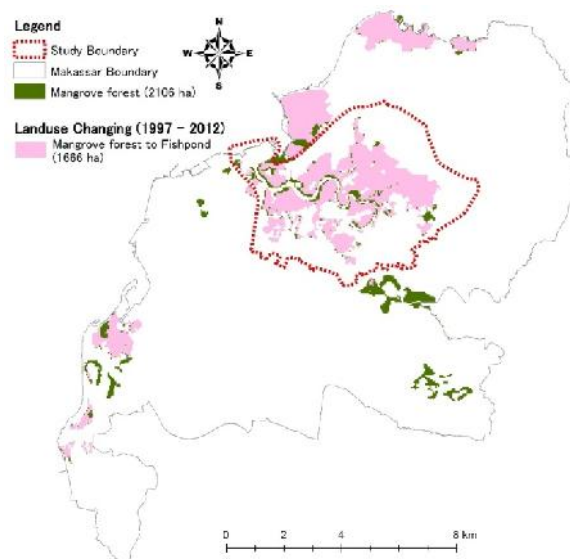 Legend
Study Boundary
Makassar Boundary
Mangrove forest (2106 ha)
Landuse Changing (1997 - 2012)
Mangrove forest to Fishpond
(1666 ha)
N
W E
S
0 2 4 6 8 km